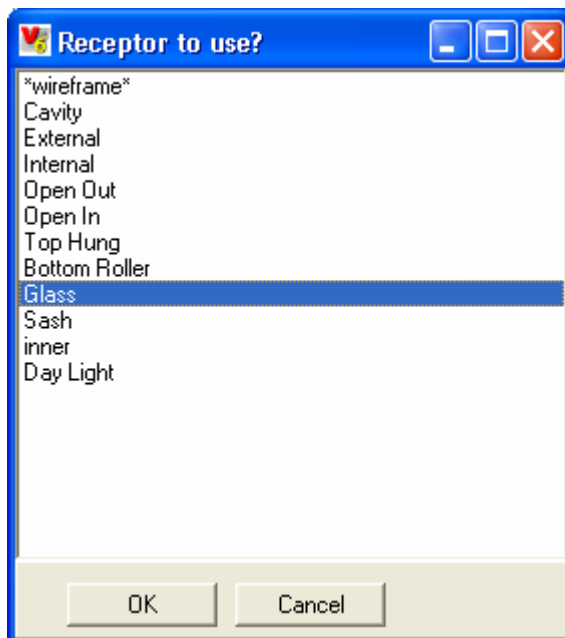 Receptor to use?
*wireframe*
Cavity
External
Internal
Open Out
Open In
Top Hung
Bottom Roller
Glass
Sash
inner
Day Light
OK Cancel